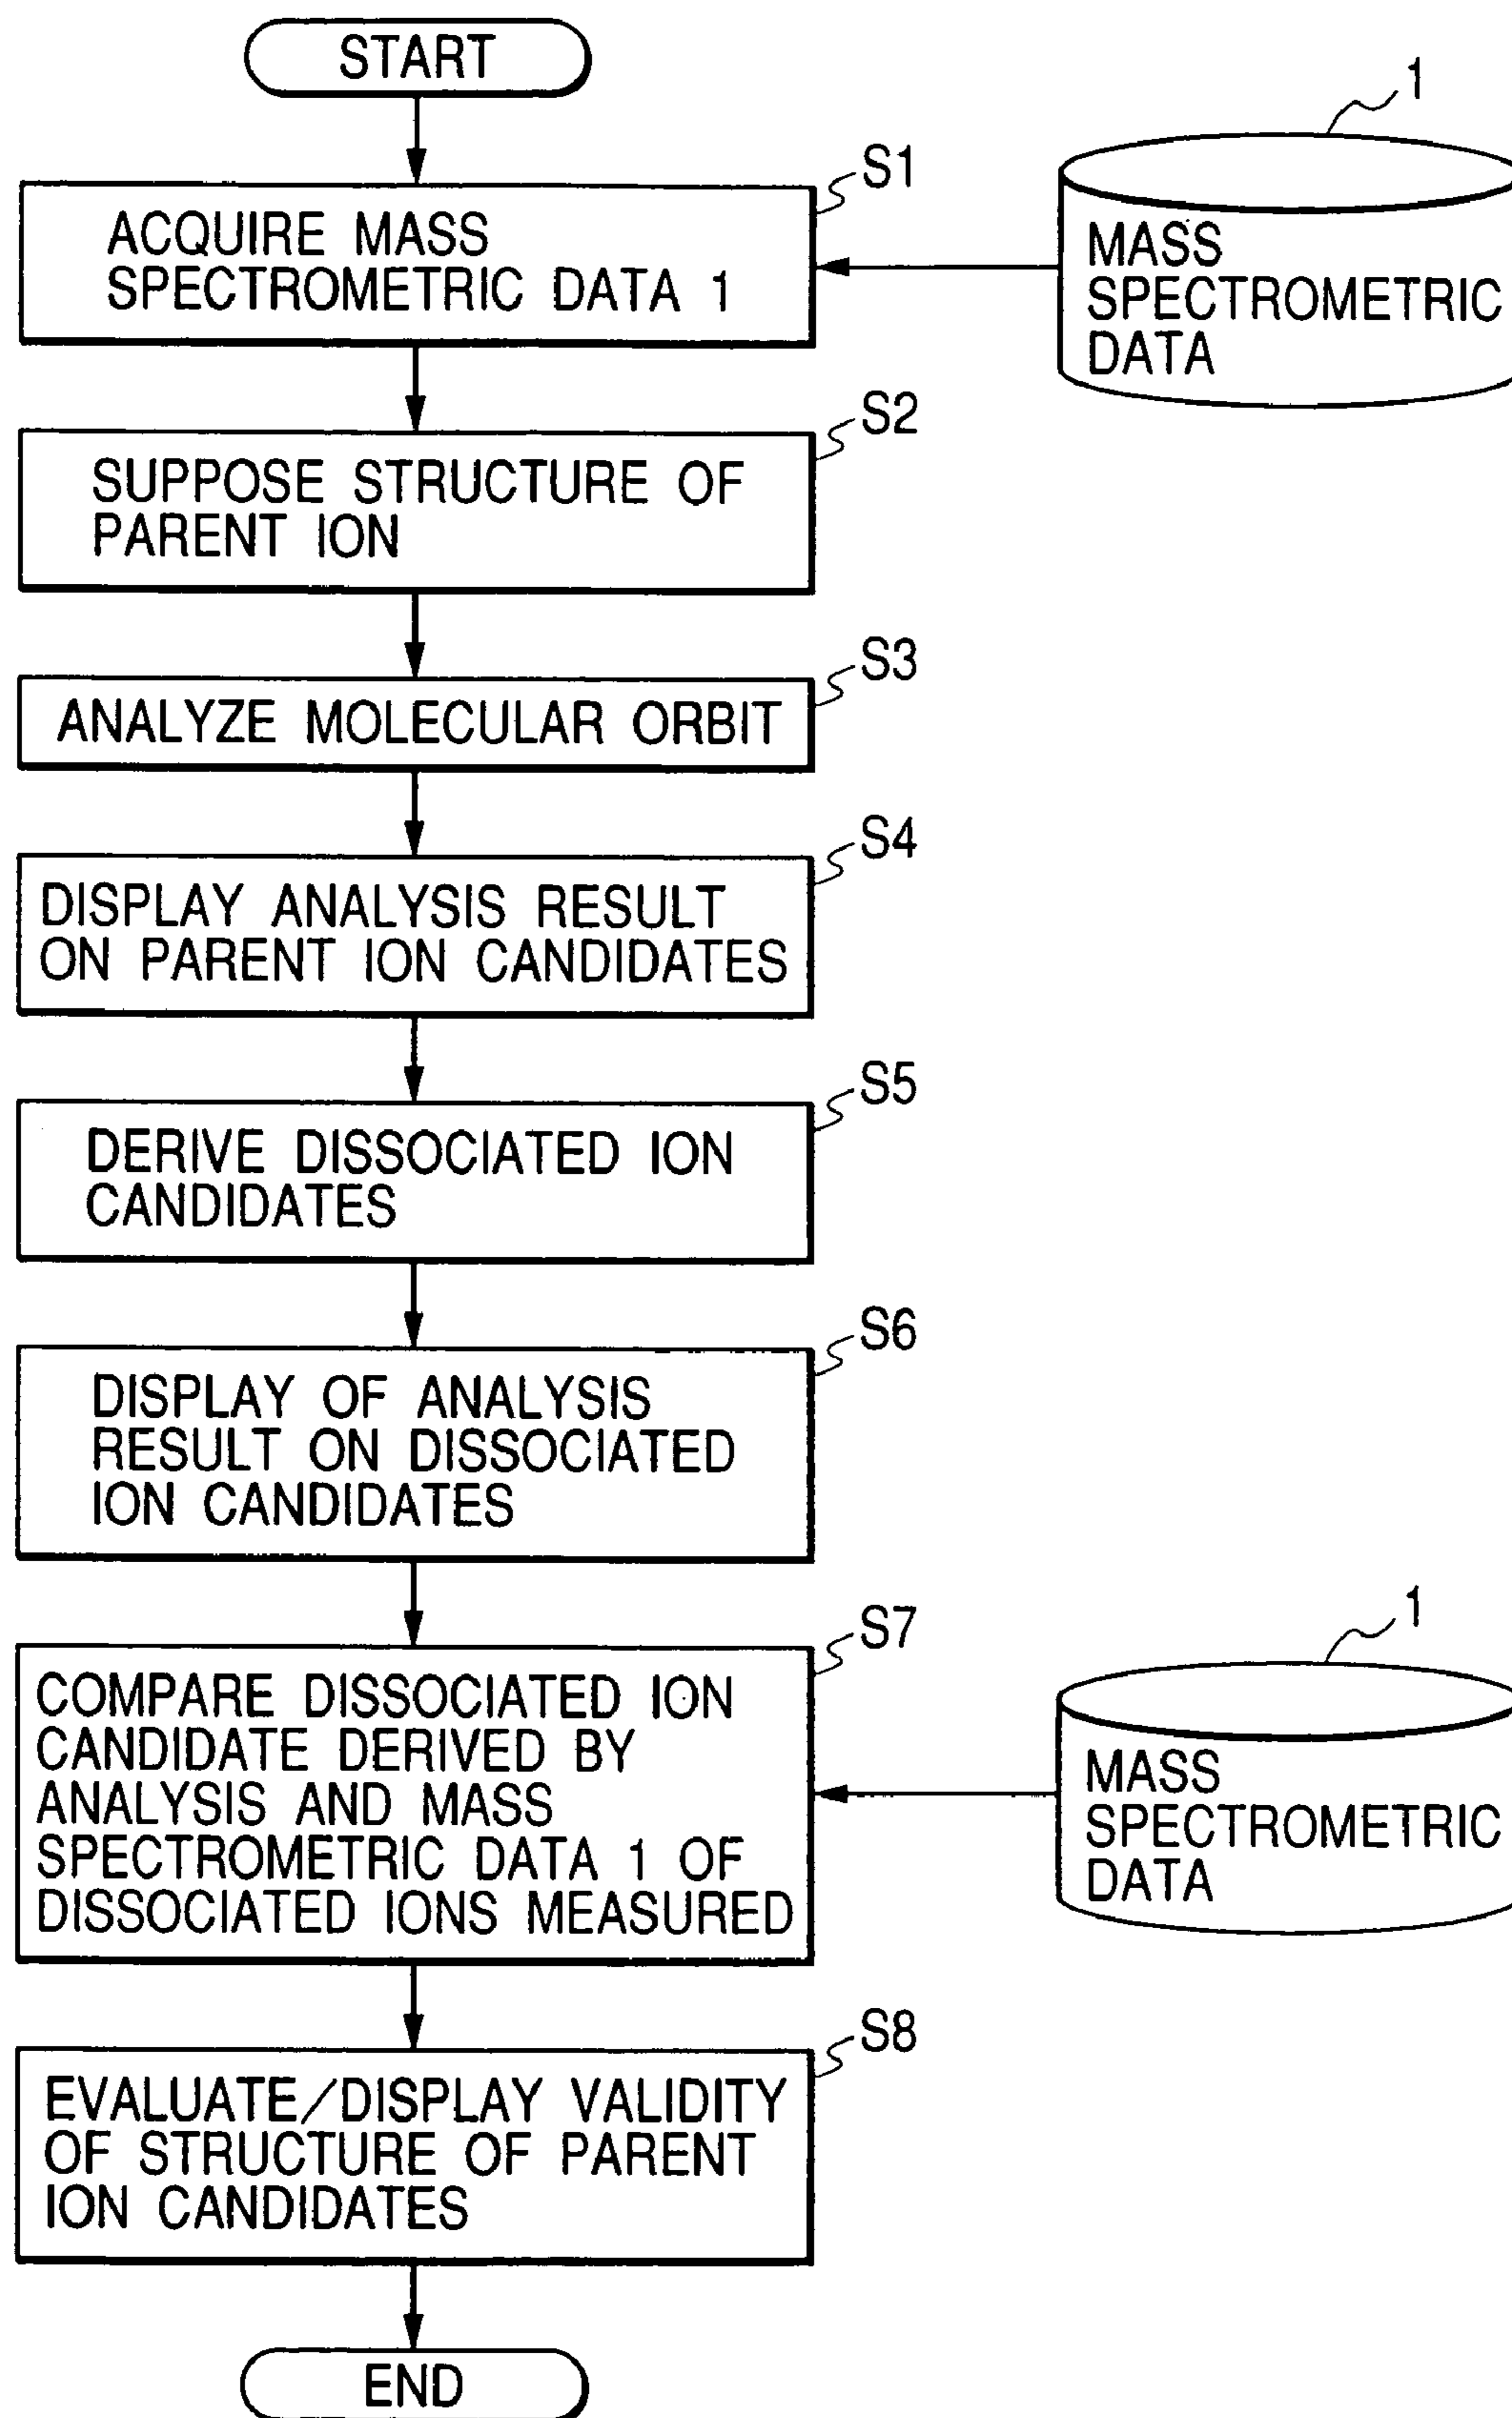 START
1
S1
ACQUIRE MASS
SPECTROMETRIC DATA 1
MASS
SPECTROMETRIC
DATA
S2
SUPPOSE STRUCTURE OF
PARENT ION
S3
ANALYZE MOLECULAR ORBIT
S4
DISPLAY ANALYSIS RESULT
ON PARENT ION CANDIDATES
S5
DERIVE DISSOCIATED ION
CANDIDATES
S6
DISPLAY OF ANALYSIS
RESULT ON DISSOCIATED
ION CANDIDATES
S7
COMPARE DISSOCIATED ION
CANDIDATE DERIVED BY
ANALYSIS AND MASS
SPECTROMETRIC DATA 1 OF
DISSOCIATED IONS MEASURED
1
MASS
SPECTROMETRIC
DATA
S8
EVALUATE/DISPLAY VALIDITY
OF STRUCTURE OF PARENT
ION CANDIDATES
END